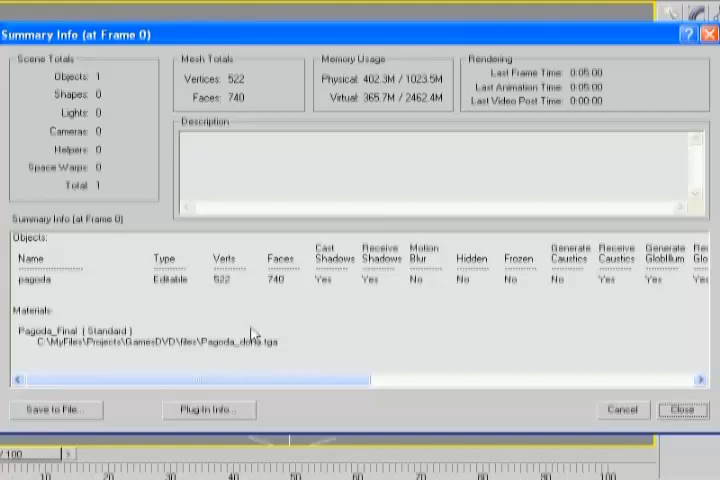 Summary Info (at Frame 0)
Scene Totals
Objects: 1
Shapes: 0
Lights: 0
Cameras: 0
Helpers: 0
Space Warps: 0
Total: 1
Mesh Totals
Vertices: 522
Faces: 740
Memory Usage
Physical: 402.3M / 1023.5M
Virtual: 365.7M / 2462.4M
Rendering
Last Frame Time: 0:05:00
Last Animation Time: 0:05:00
Last Video Post Time: 0:00:00
Description
Summary Info (at Frame 0)
Objects:
Name Type Verts Faces Cast Shadows Receive Shadows Motion Blur Hidden Frozen Generate Caustics Receive Caustics Generate GlobIllum Rec Glo
pagoda Editable 522 740 Yes Yes No No No No Yes Yes Yes
Materials:
Pagoda_Final ( Standard )
C:\MyFiles\Projects\GamesDVD\files\Pagoda_dona.tga
Save to File...
Plug-In Info...
Cancel
Close
/ 100
10 20 30 40 50 60 70 80 90 100